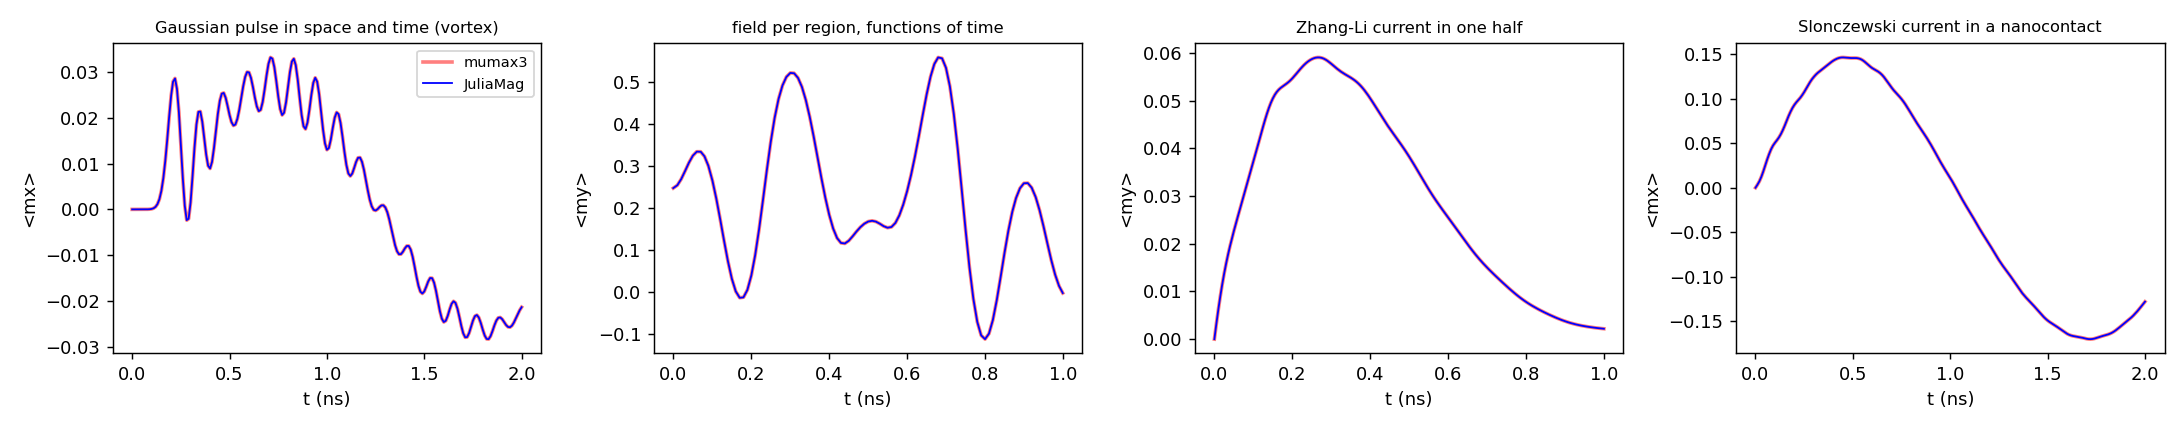 Gaussian pulse in space and time (vortex)
mumax3
JuliaMag
0.03
0.02
0.01
0.00
−0.01
−0.02
−0.03
<mx>
0.0 0.5 1.0 1.5 2.0
t (ns)
field per region, functions of time
0.5
0.4
0.3
0.2
0.1
0.0
−0.1
<my>
0.0 0.2 0.4 0.6 0.8 1.0
t (ns)
Zhang-Li current in one half
0.06
0.05
0.04
0.03
0.02
0.01
0.00
<my>
0.0 0.2 0.4 0.6 0.8 1.0
t (ns)
Slonczewski current in a nanocontact
0.15
0.10
0.05
0.00
−0.05
−0.10
−0.15
<mx>
0.0 0.5 1.0 1.5 2.0
t (ns)